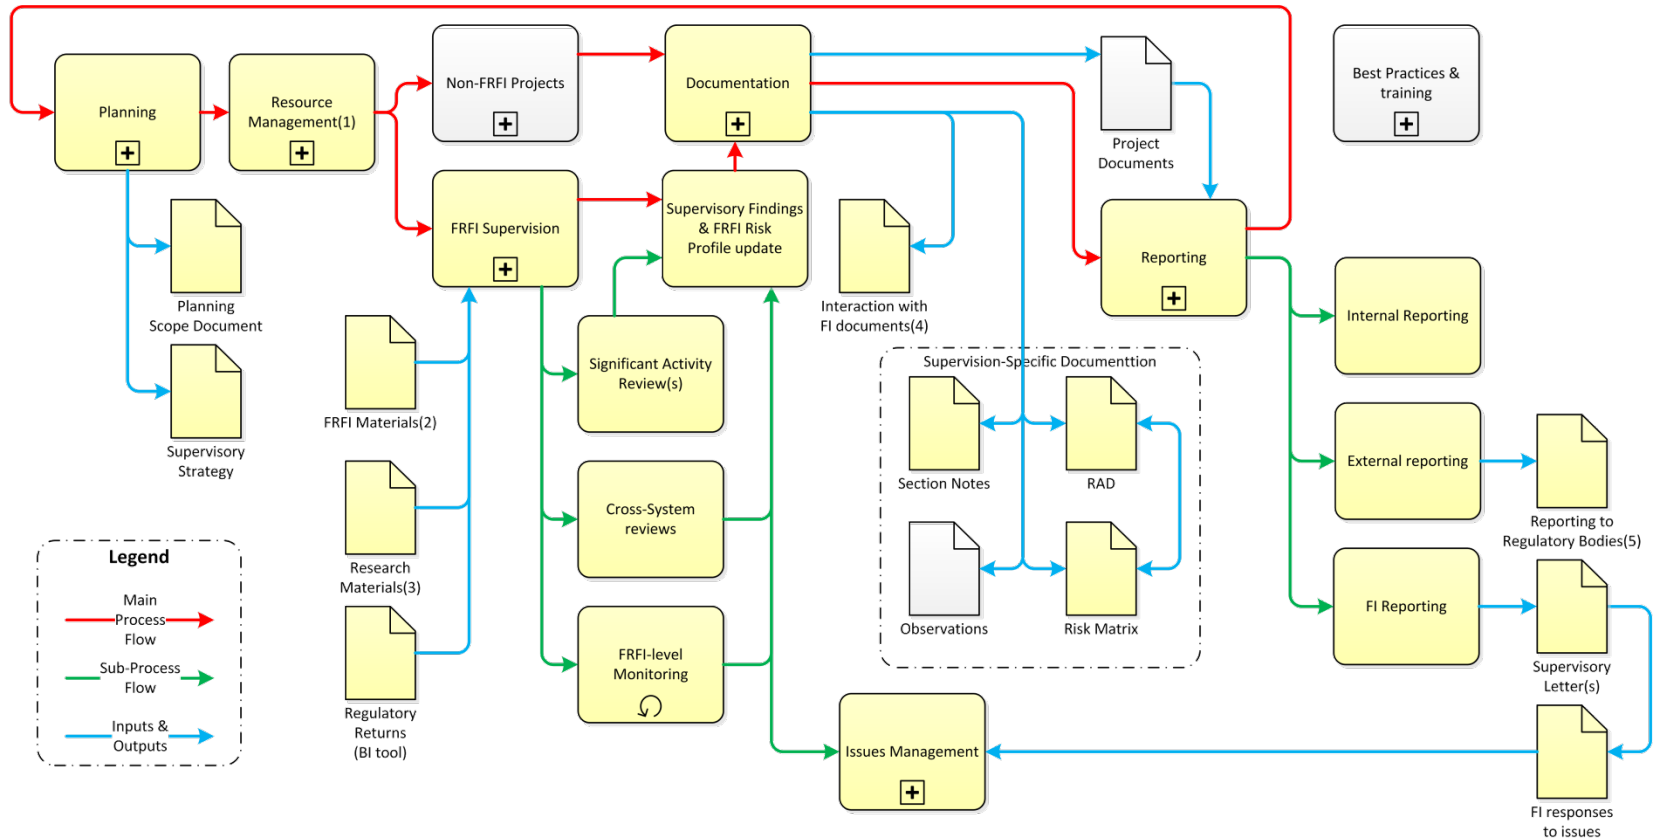 Planning
Resource
Management(1)
Non-FRFI Projects
Documentation
Project
Documents
Best Practices &
training
FRFI Supervision
Supervisory Findings
& FRFI Risk
Profile update
Reporting
Planning
Scope Document
Supervisory
Strategy
FRFI Materials(2)
Research
Materials(3)
Regulatory
Returns
(BI tool)
Significant Activity
Review(s)
Cross-System
reviews
FRFI-level
Monitoring
Interaction with
FI documents(4)
Supervision-Specific Documenttion
Section Notes
RAD
Observations
Risk Matrix
Issues Management
Internal Reporting
External reporting
Reporting to
Regulatory Bodies(5)
FI Reporting
Supervisory
Letter(s)
FI responses
to issues
Legend
Main
Process
Flow
Sub-Process
Flow
Inputs &
Outputs